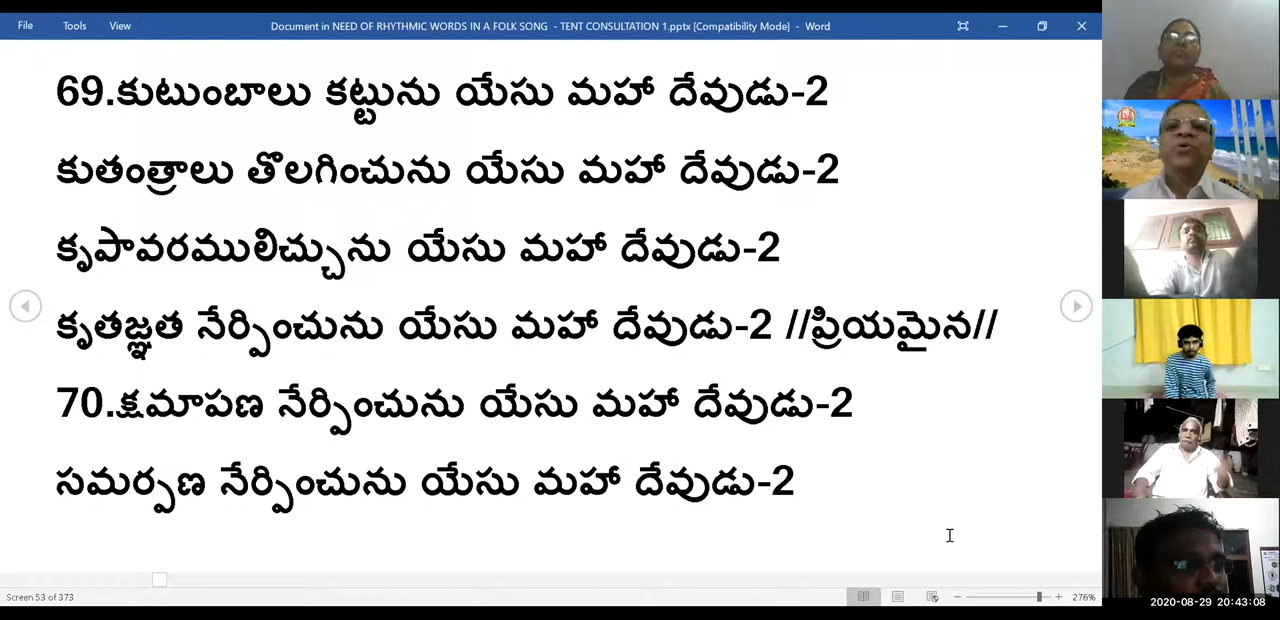 File Tools View Document in NEED OF RHYTHMIC WORDS IN A FOLK SONG - TENT CONSULTATION 1.pptx [Compatibility Mode] - Word
69.కుటుంబాలు కట్టును యేసు మహా దేవుడు-2
కుతంత్రాలు తొలగించును యేసు మహా దేవుడు-2
కృపావరములిచ్చును యేసు మహా దేవుడు-2
కృతజ్ఞత నేర్పించును యేసు మహా దేవుడు-2 //ప్రియమైన//
70.క్షమాపణ నేర్పించును యేసు మహా దేవుడు-2
సమర్పణ నేర్పించును యేసు మహా దేవుడు-2
Screen 53 of 373
276%
2020-08-29 20:43:08